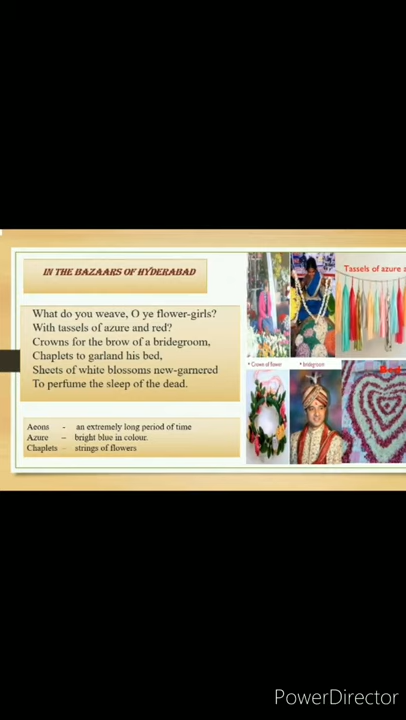 IN THE BAZAARS OF HYDERABAD
What do you weave, O ye flower-girls?
With tassels of azure and red?
Crowns for the brow of a bridegroom,
Chaplets to garland his bed,
Sheets of white blossoms new-garnered
To perfume the sleep of the dead.
Aeons - an extremely long period of time
Azure – bright blue in colour.
Chaplets – strings of flowers
Tassels of azure a
• Crown of flower
• bridegroom
PowerDirector